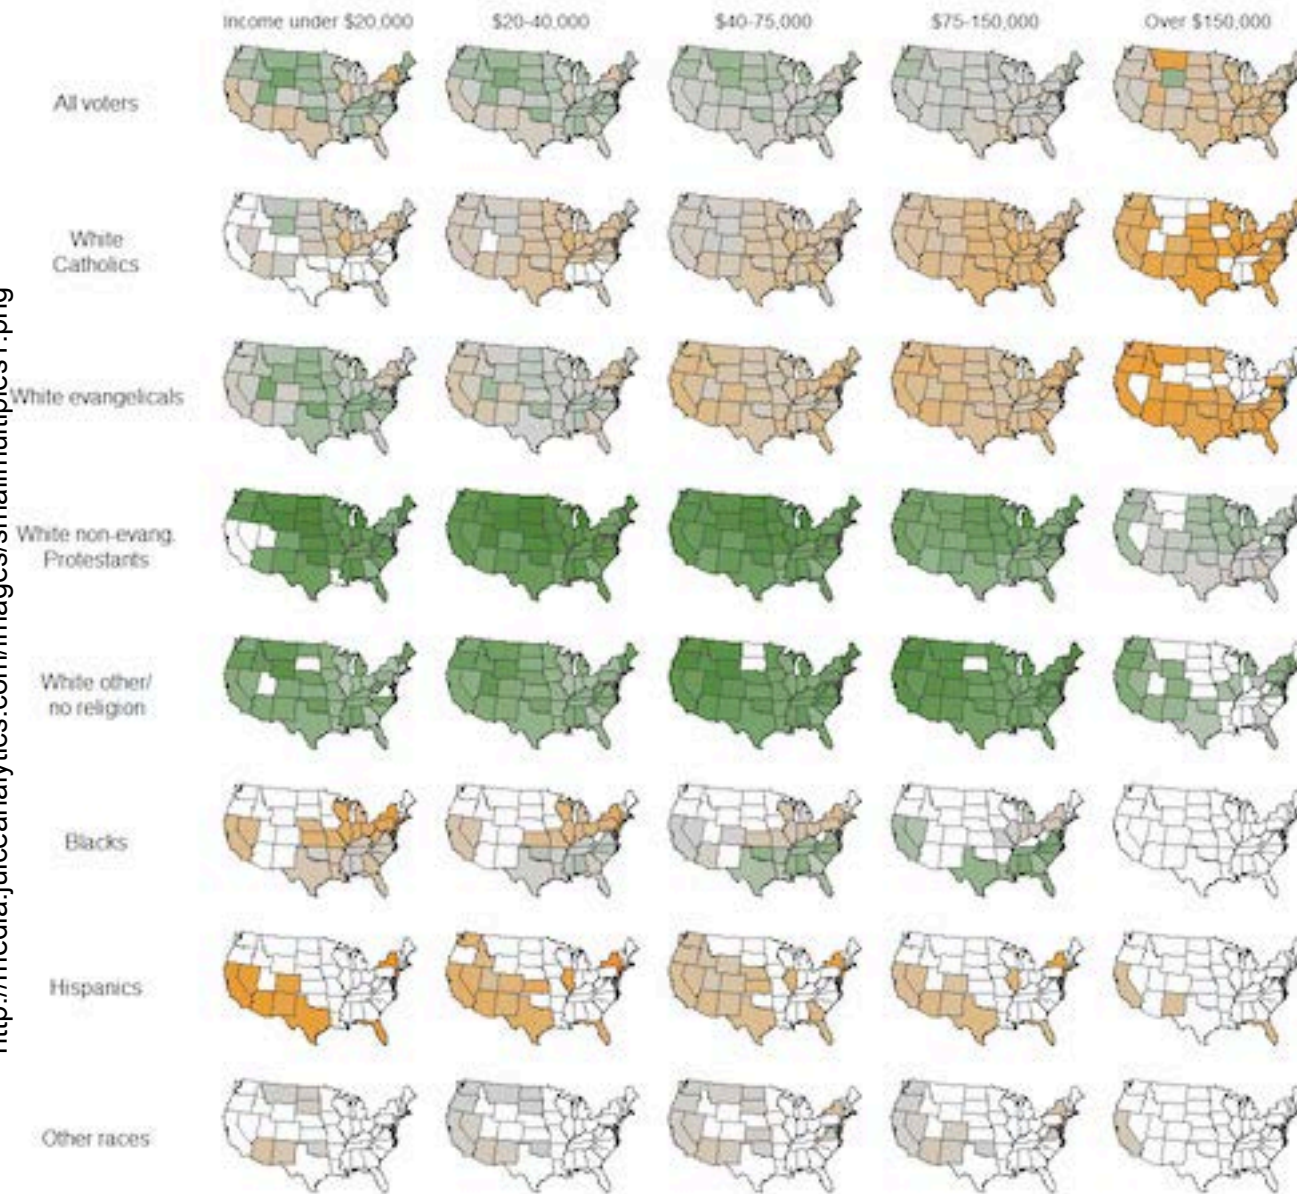 Income under $20,000
$20-40,000
$40-75,000
$75-150,000
Over $150,000
All voters
White
Catholics
White evangelicals
White non-evang.
Protestants
White other/
no religion
Blacks
Hispanics
Other races
http://media.juiceanalytics.com/images/smallmultiples1.png